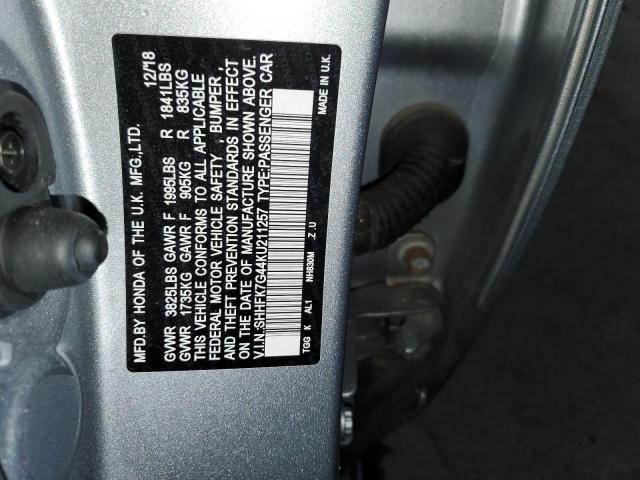 MFD.BY HONDA OF THE U.K. MFG.,LTD. 12/18
GVWR 3825LBS GAWR F 1995LBS R 1841LBS
GVWR 1735KG GAWR F 905KG R 835KG
THIS VEHICLE CONFORMS TO ALL APPLICABLE
FEDERAL MOTOR VEHICLE SAFETY , BUMPER ,
AND THEFT PREVENTION STANDARDS IN EFFECT
ON THE DATE OF MANUFACTURE SHOWN ABOVE.
V.I.N.:SHHFK7G44KU211257 TYPE:PASSENGER CAR
TGG K AL1 NH830M .Z .U MADE IN U.K.